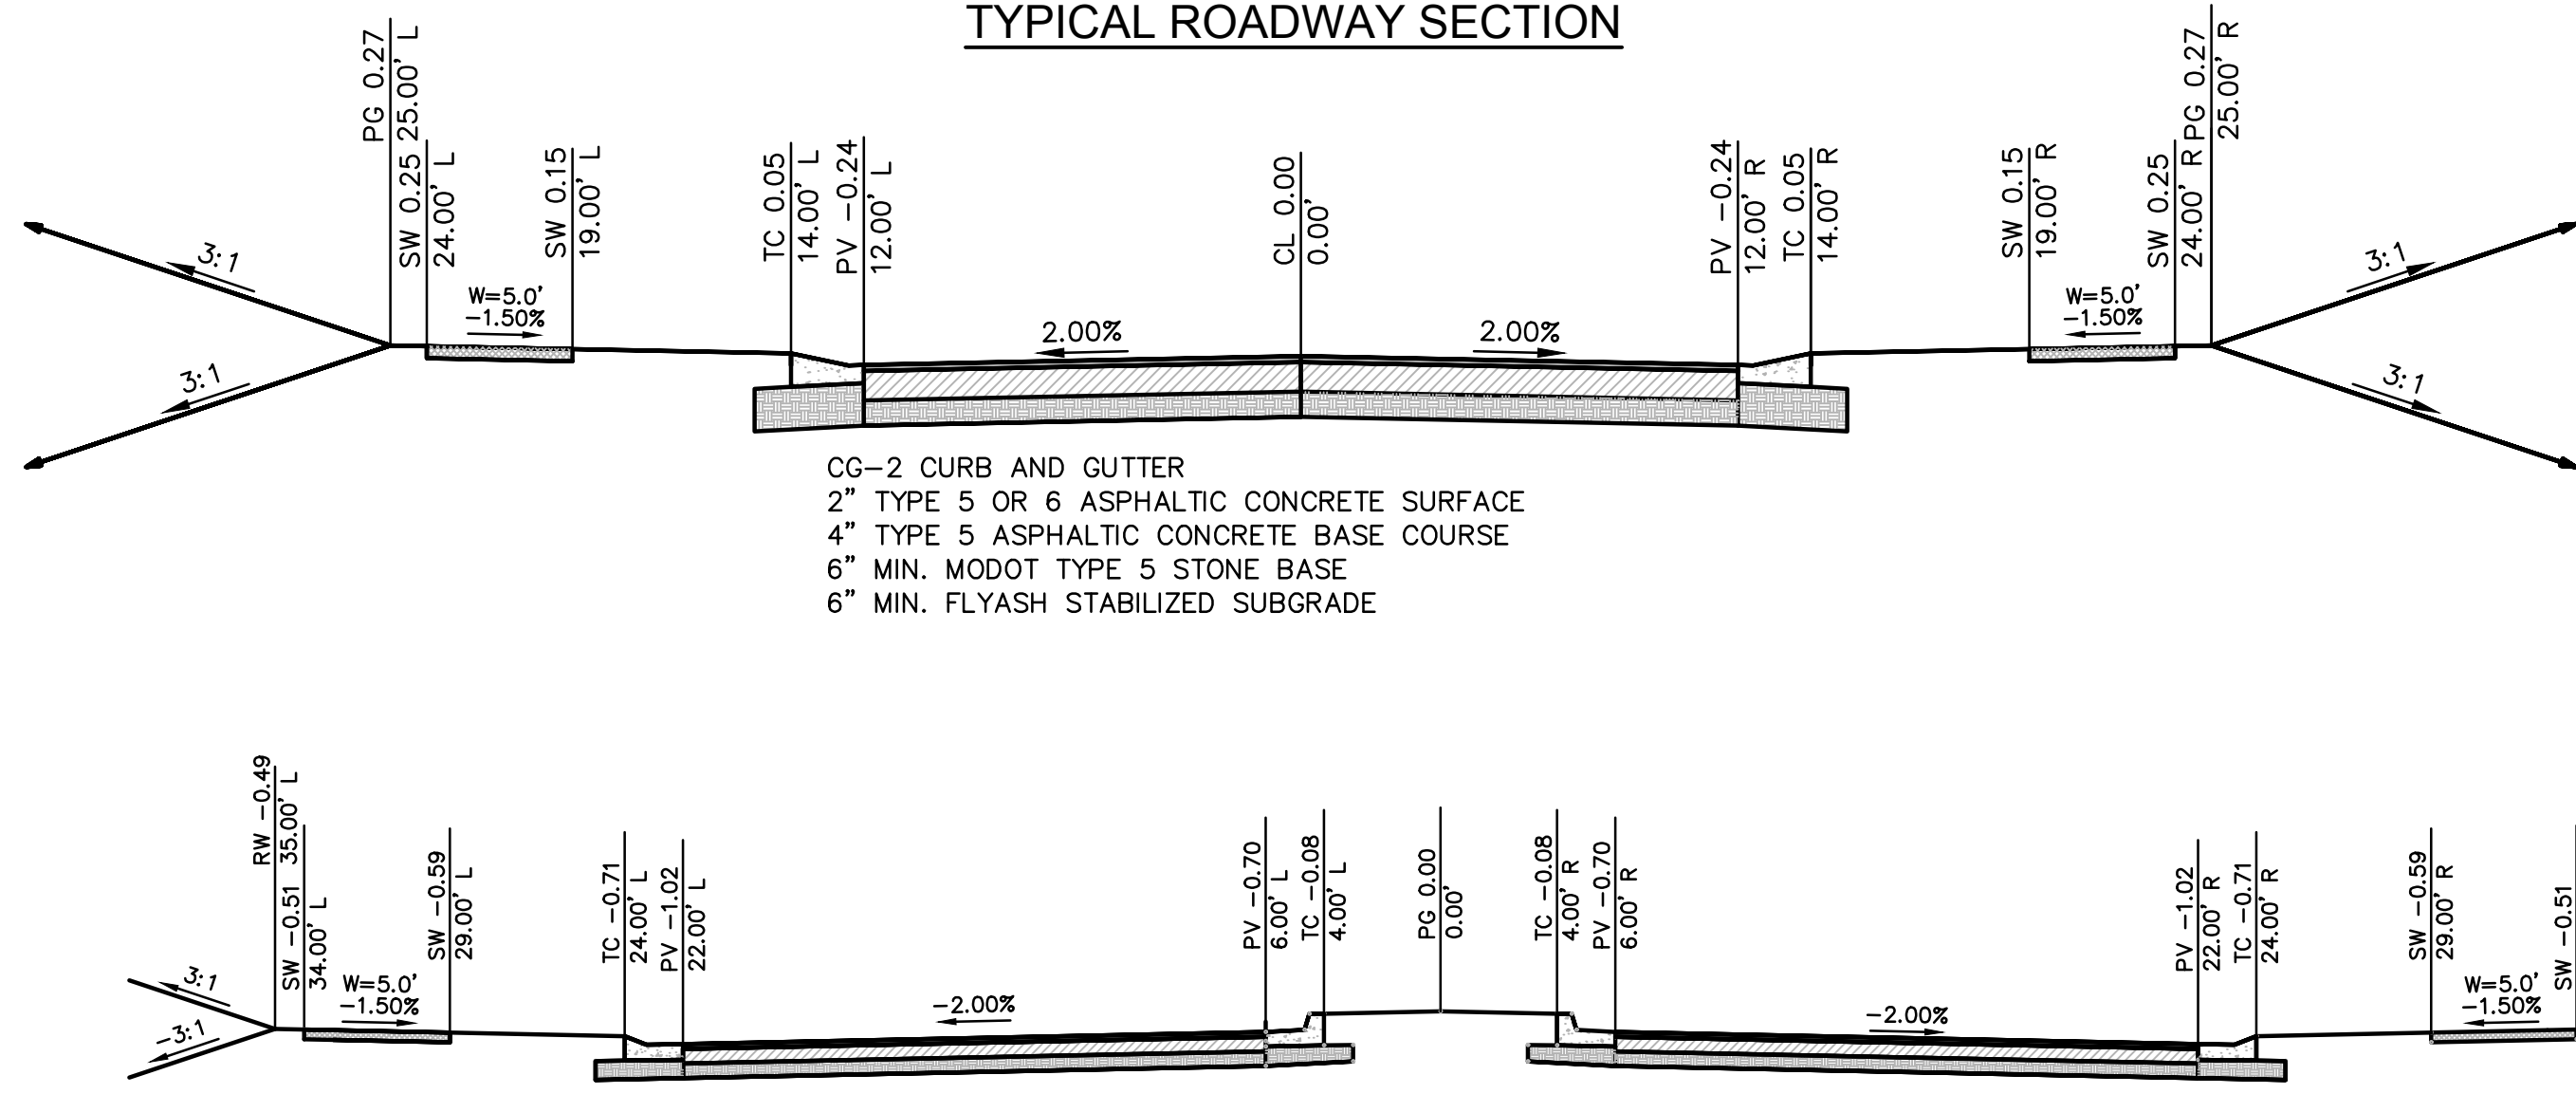 TYPICAL ROADWAY SECTION
PG 0.27
25.00' L
SW 0.25
24.00' L
SW 0.15
19.00' L
TC 0.05
14.00' L
PV -0.24
12.00' L
CL 0.00
0.00'
PV -0.24
12.00' R
TC 0.05
14.00' R
SW 0.15
19.00' R
SW 0.25
24.00' R
PG 0.27
25.00' R
3:1
3:1
W=5.0'
-1.50%
2.00%
2.00%
W=5.0'
-1.50%
3:1
3:1
CG-2 CURB AND GUTTER
2" TYPE 5 OR 6 ASPHALTIC CONCRETE SURFACE
4" TYPE 5 ASPHALTIC CONCRETE BASE COURSE
6" MIN. MODOT TYPE 5 STONE BASE
6" MIN. FLYASH STABILIZED SUBGRADE
RW -0.49
35.00' L
SW -0.51
34.00' L
SW -0.59
29.00' L
TC -0.71
24.00' L
PV -1.02
22.00' L
PV -0.70
6.00' L
TC -0.08
4.00' L
PG 0.00
0.00'
TC -0.08
4.00' R
PV -0.70
6.00' R
PV -1.02
22.00' R
TC -0.71
24.00' R
SW -0.59
29.00' R
SW -0.51
3:1
-3:1
W=5.0'
-1.50%
-2.00%
-2.00%
W=5.0'
-1.50%